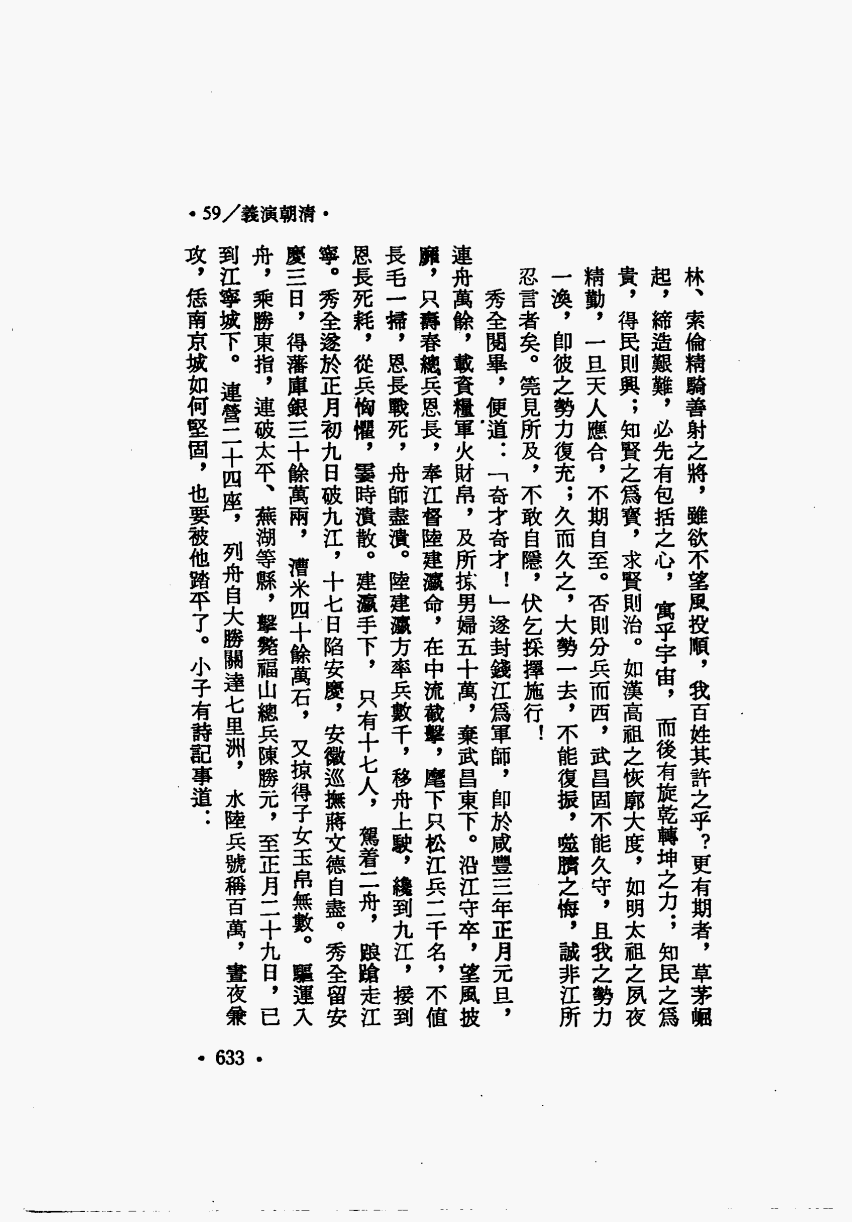 •59/清朝演義•
林、索倫精騎善射之將，雖欲不望風投順，我百姓其許之乎？更有期者，草茅崛
起，締造艱難，必先有包括之心，寓乎宇宙，而後有旋乾轉坤之力；知民之爲
貴，得民則興；知賢之爲寶，求賢則治。如漢高祖之恢廓大度，如明太祖之夙夜
精勤，一旦天人應合，不期自至。否則分兵而西，武昌固不能久守，且我之勢力
一渙，卽彼之勢力復充；久而久之，大勢一去，不能復振，噬臍之悔，誠非江所
忍言者矣。筦見所及，不敢自隱，伏乞採擇施行！
秀全閱畢，便道：「奇才奇才！」遂封錢江爲軍師，卽於咸豐三年正月元旦，
連舟萬餘，載資糧軍火財帛，及所掠男婦五十萬，棄武昌東下。沿江守卒，望風披
靡，只壽春總兵恩長，奉江督陸建瀛命，在中流截擊，麾下只松江兵二千名，不值
長毛一掃，恩長戰死，舟師盡潰。陸建瀛方率兵數千，移舟上駛，纔到九江，接到
恩長死耗，從兵恟懼，霎時潰散。建瀛手下，只有十七人，駕着二舟，踉蹌走江
寧。秀全遂於正月初九日破九江，十七日陷安慶，安徽巡撫蔣文德自盡。秀全留安
慶三日，得藩庫銀三十餘萬兩，漕米四十餘萬石，又掠得子女玉帛無數。驅運入
舟，乘勝東指，連破太平、蕪湖等縣，擊斃福山總兵陳勝元，至正月二十九日，已
到江寧城下。連營二十四座，列舟自大勝關達七里洲，水陸兵號稱百萬，晝夜兼
攻，恁南京城如何堅固，也要被他踏平了。小子有詩記事道：
•633•